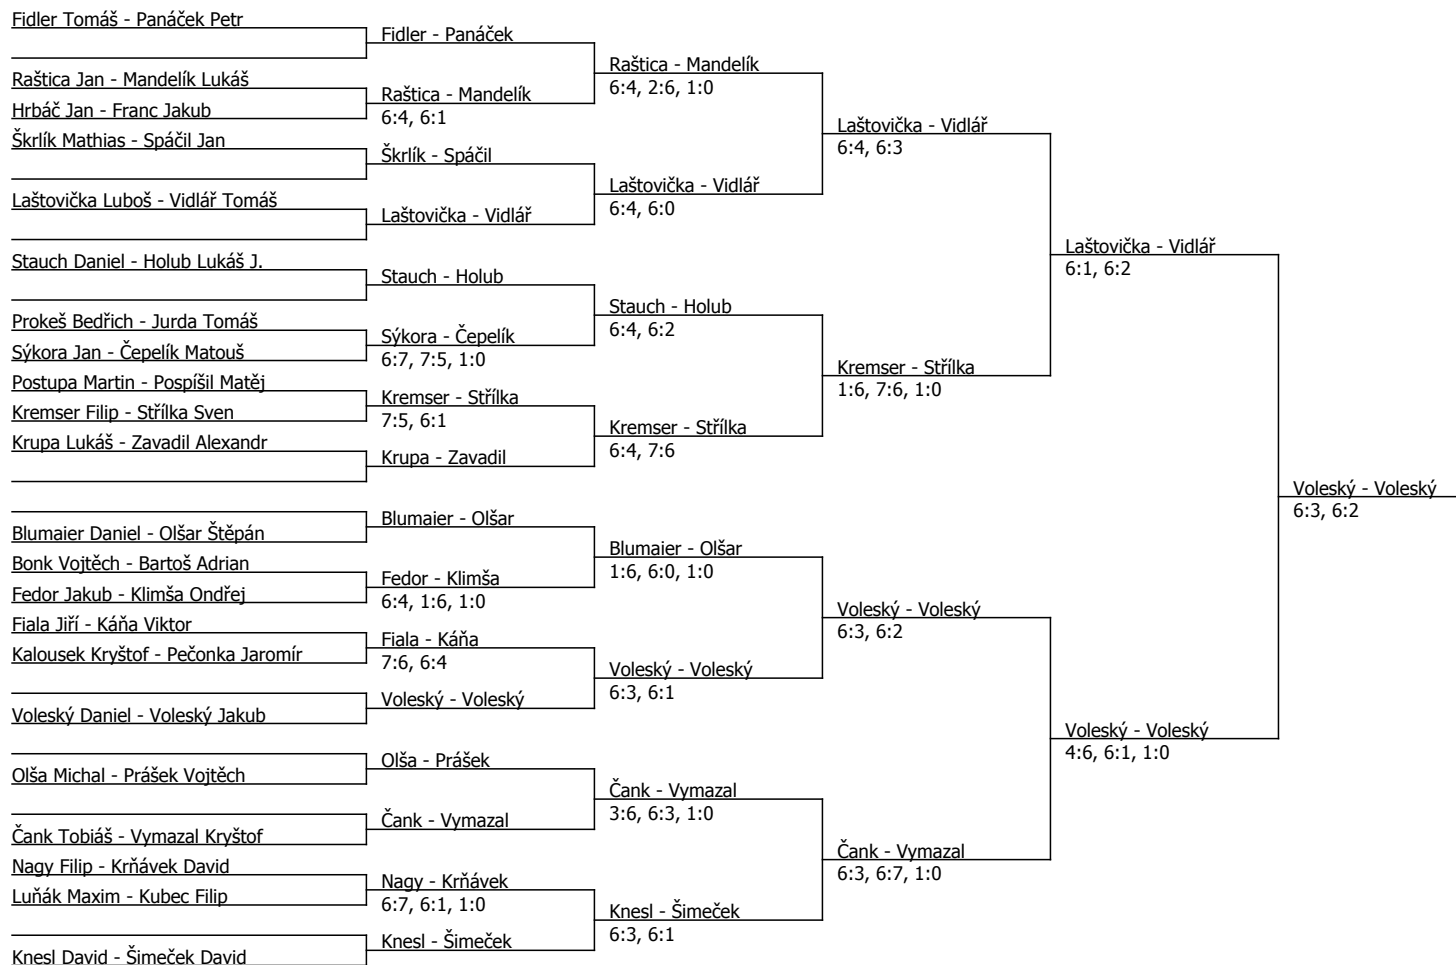 Fidler Tomáš - Panáček Petr
Raštica Jan - Mandelík Lukáš
Hrbáč Jan - Franc Jakub
Škrlík Mathias - Spáčil Jan
Laštovička Luboš - Vidlář Tomáš
Stauch Daniel - Holub Lukáš J.
Prokeš Bedřich - Jurda Tomáš
Sýkora Jan - Čepelík Matouš
Postupa Martin - Pospíšil Matěj
Kremser Filip - Střílka Sven
Krupa Lukáš - Zavadil Alexandr
Blumaier Daniel - Olšar Štěpán
Bonk Vojtěch - Bartoš Adrian
Fedor Jakub - Klimša Ondřej
Fiala Jiří - Káňa Viktor
Kalousek Kryštof - Pečonka Jaromír
Voleský Daniel - Voleský Jakub
Olša Michal - Prášek Vojtěch
Čank Tobiáš - Vymazal Kryštof
Nagy Filip - Krňávek David
Luňák Maxim - Kubec Filip
Knesl David - Šimeček David
Fidler - Panáček
Raštica - Mandelík
6:4, 6:1
Škrlík - Spáčil
Laštovička - Vidlář
Stauch - Holub
Sýkora - Čepelík
6:7, 7:5, 1:0
Kremser - Střílka
7:5, 6:1
Krupa - Zavadil
Blumaier - Olšar
Fedor - Klimša
6:4, 1:6, 1:0
Fiala - Káňa
7:6, 6:4
Voleský - Voleský
Olša - Prášek
Čank - Vymazal
Nagy - Krňávek
6:7, 6:1, 1:0
Knesl - Šimeček
Raštica - Mandelík
6:4, 2:6, 1:0
Laštovička - Vidlář
6:4, 6:0
Stauch - Holub
6:4, 6:2
Kremser - Střílka
6:4, 7:6
Blumaier - Olšar
1:6, 6:0, 1:0
Voleský - Voleský
6:3, 6:1
Čank - Vymazal
3:6, 6:3, 1:0
Knesl - Šimeček
6:3, 6:1
Laštovička - Vidlář
6:4, 6:3
Kremser - Střílka
1:6, 7:6, 1:0
Voleský - Voleský
6:3, 6:2
Čank - Vymazal
6:3, 6:7, 1:0
Laštovička - Vidlář
6:1, 6:2
Voleský - Voleský
4:6, 6:1, 1:0
Voleský - Voleský
6:3, 6:2